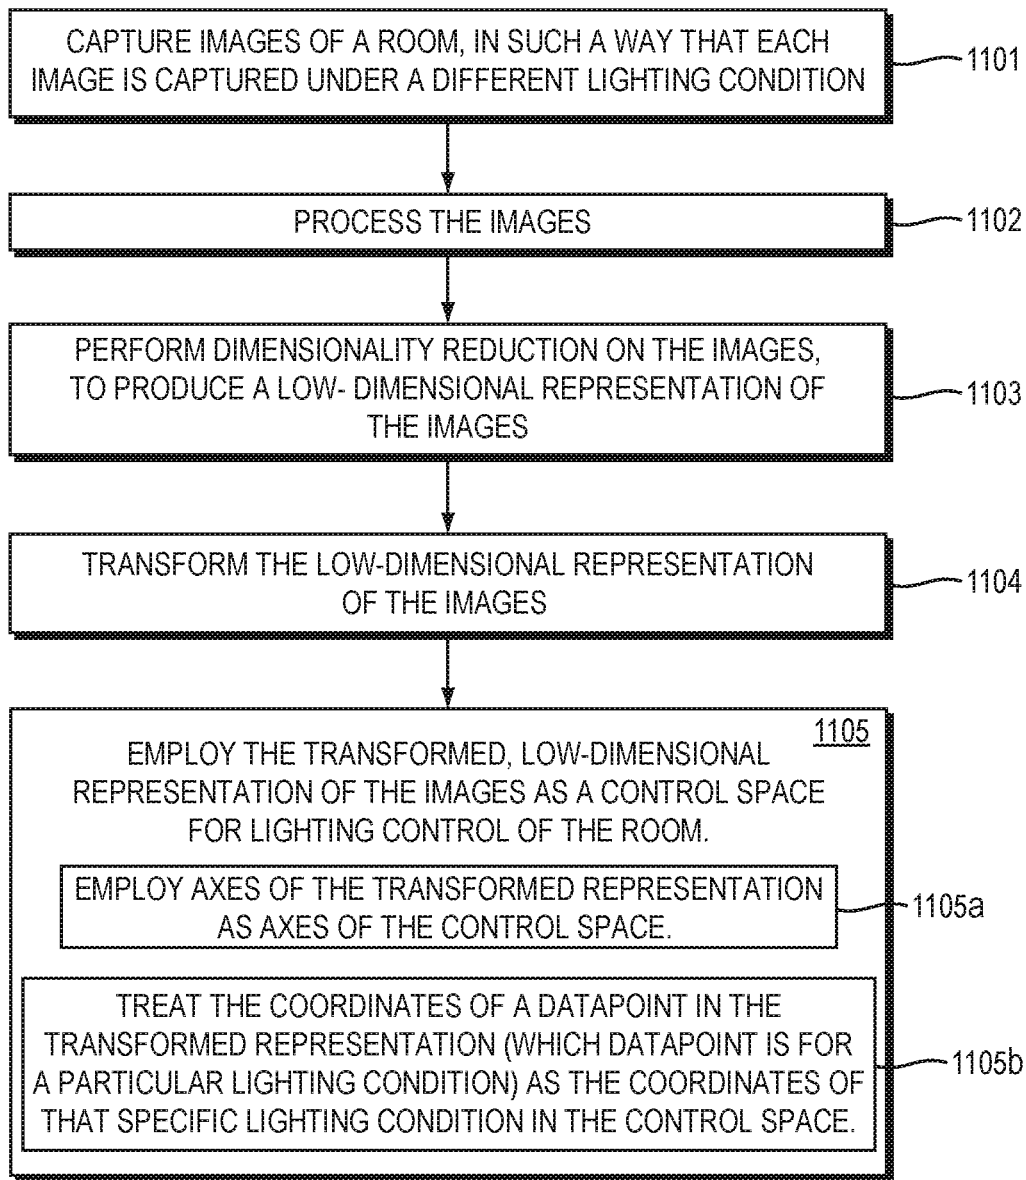 CAPTURE IMAGES OF A ROOM, IN SUCH A WAY THAT EACH
IMAGE IS CAPTURED UNDER A DIFFERENT LIGHTING CONDITION
1101
PROCESS THE IMAGES
1102
PERFORM DIMENSIONALITY REDUCTION ON THE IMAGES,
TO PRODUCE A LOW- DIMENSIONAL REPRESENTATION OF
THE IMAGES
1103
TRANSFORM THE LOW-DIMENSIONAL REPRESENTATION
OF THE IMAGES
1104
1105
EMPLOY THE TRANSFORMED, LOW-DIMENSIONAL
REPRESENTATION OF THE IMAGES AS A CONTROL SPACE
FOR LIGHTING CONTROL OF THE ROOM.
EMPLOY AXES OF THE TRANSFORMED REPRESENTATION
AS AXES OF THE CONTROL SPACE.
1105a
TREAT THE COORDINATES OF A DATAPOINT IN THE
TRANSFORMED REPRESENTATION (WHICH DATAPOINT IS FOR
A PARTICULAR LIGHTING CONDITION) AS THE COORDINATES OF
THAT SPECIFIC LIGHTING CONDITION IN THE CONTROL SPACE.
1105b